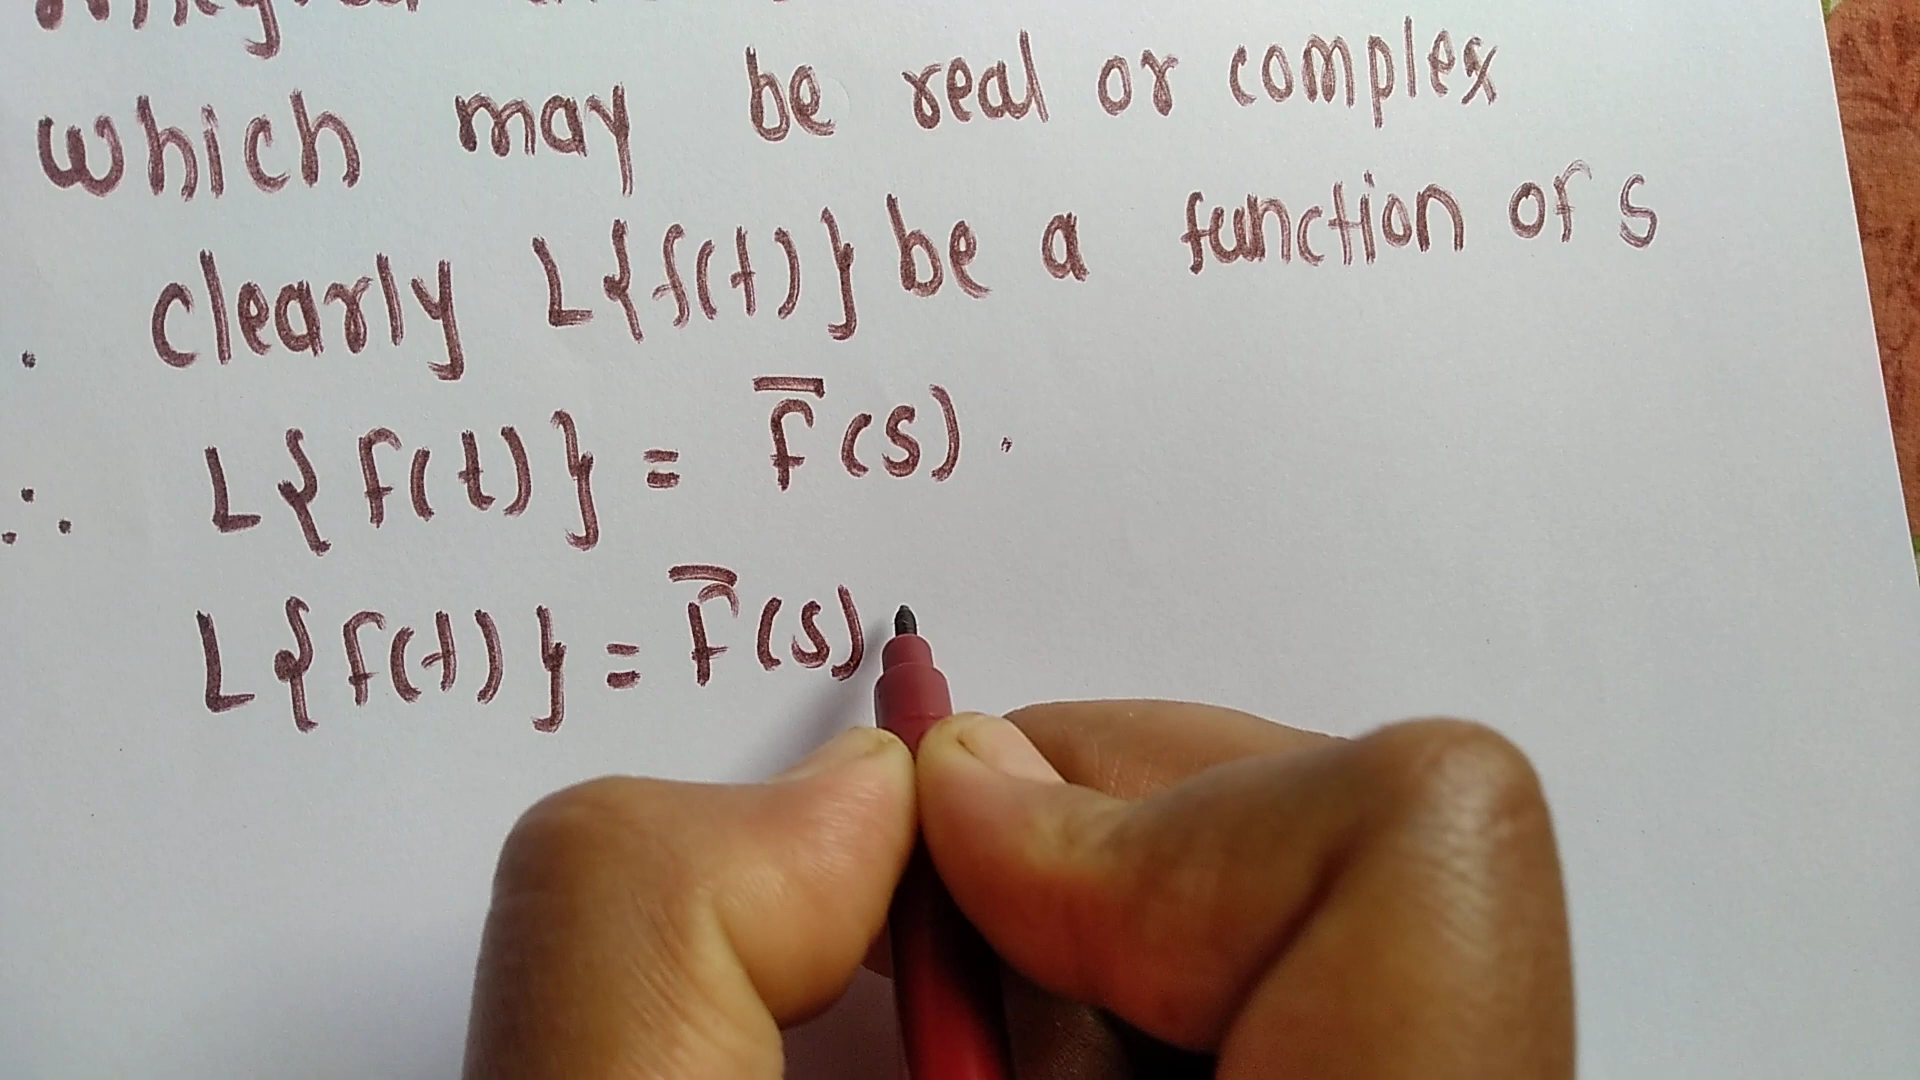 which may be real or complex
clearly L{f(t)} be a function of s
∴ L{f(t)} = f̅(s).
L{f(t)} = f̅(s)